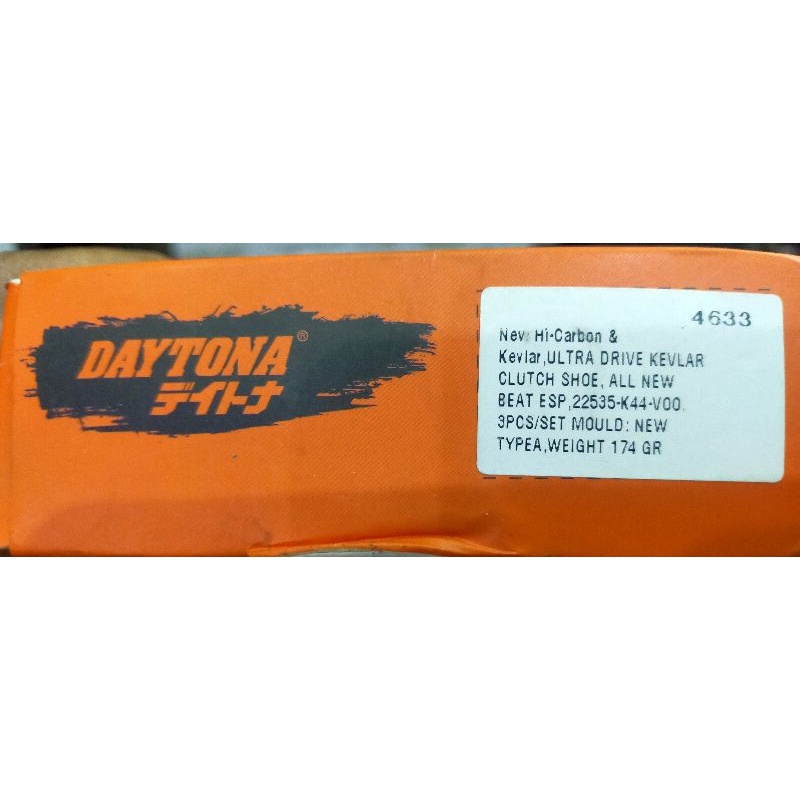 DAYTONA®
デイトナ
4633
New Hi-Carbon &
Kevlar,ULTRA DRIVE KEVLAR
CLUTCH SHOE, ALL NEW
BEAT ESP,22535-K44-V00.
3PCS/SET MOULD: NEW
TYPEA,WEIGHT 174 GR